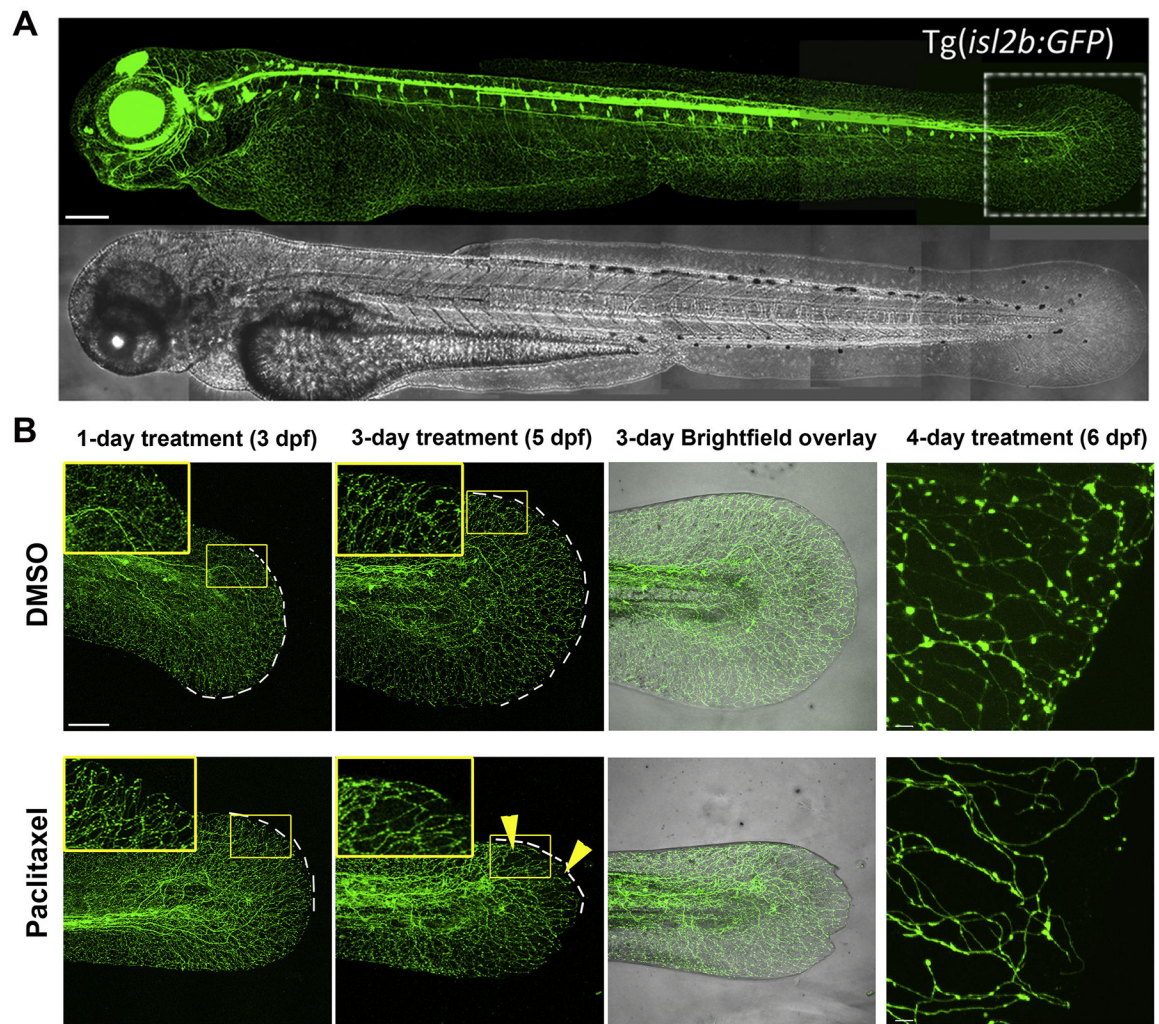 A
Tg(isl2b:GFP)
B
1-day treatment (3 dpf)
3-day treatment (5 dpf)
3-day Brightfield overlay
4-day treatment (6 dpf)
DMSO
Paclitaxel